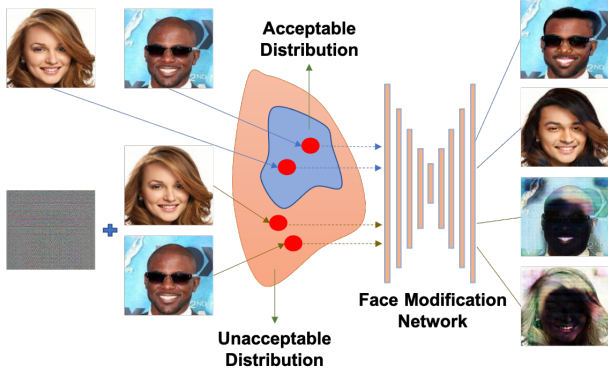 Acceptable
Distribution
Face Modification
Network
Unacceptable
Distribution